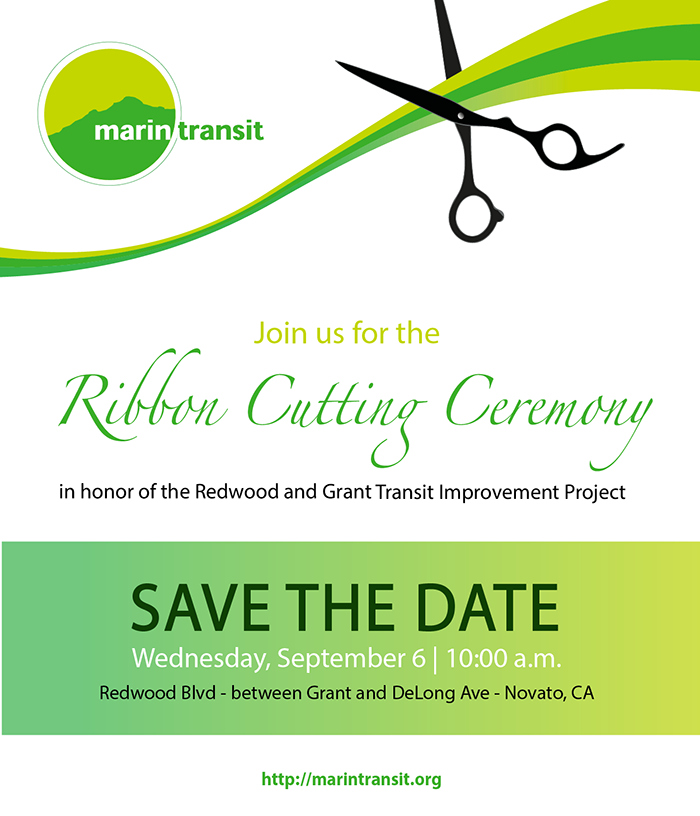 marin transit
Join us for the
Ribbon Cutting Ceremony
in honor of the Redwood and Grant Transit Improvement Project
SAVE THE DATE
Wednesday, September 6 | 10:00 a.m.
Redwood Blvd - between Grant and DeLong Ave - Novato, CA
http://marintransit.org